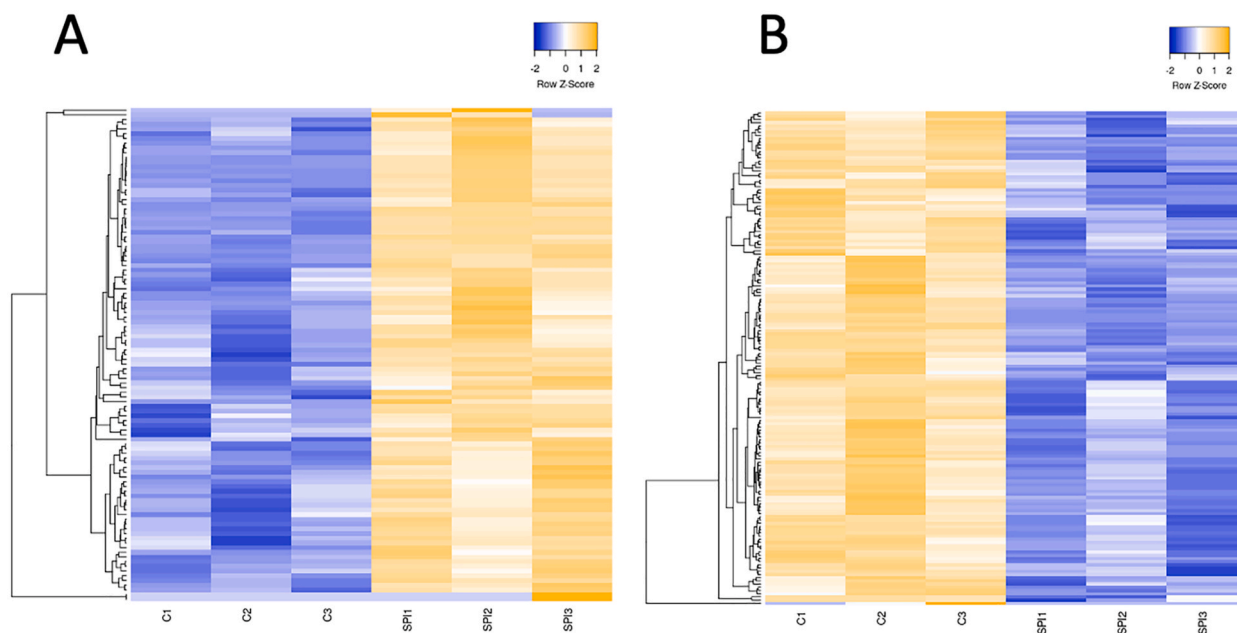 A
-2 0 1 2
Row Z-Score
C1 C2 C3 SPI1 SPI2 SPI3
B
-2 0 1 2
Row Z-Score
C1 C2 C3 SPI1 SPI2 SPI3